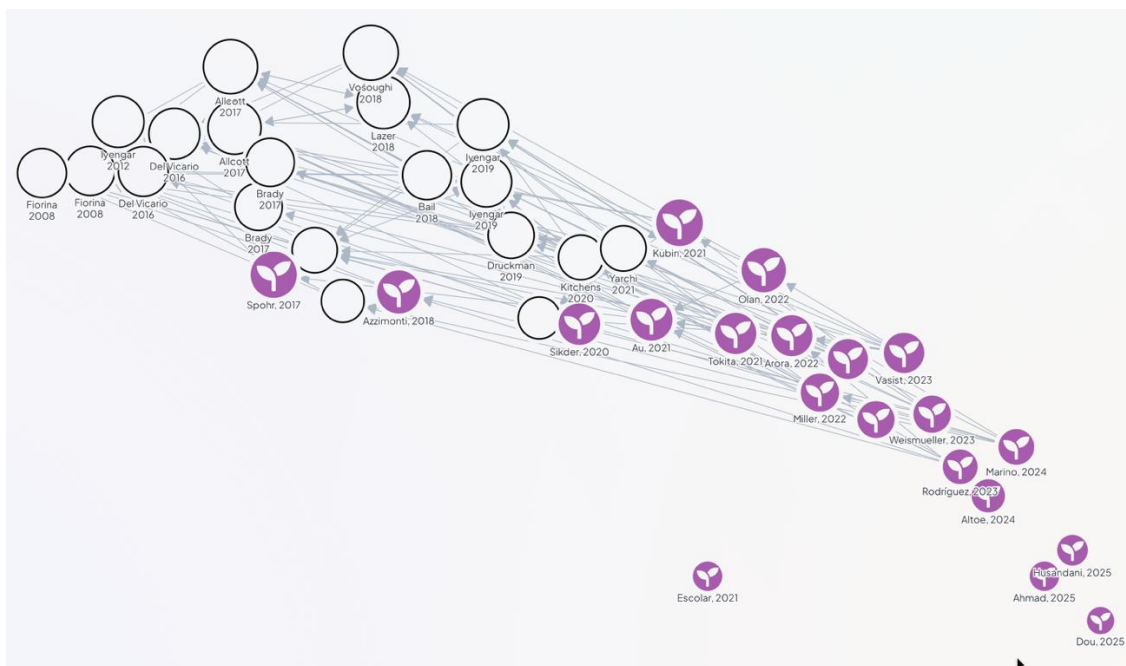 Allcott
2017
Vosoughi
2018
Lazer
2018
Iyengar
2012
Del Vicario
2016
Allcott
2017
Iyengar
2019
Fiorina
2008
Fiorina
2008
Del Vicario
2016
Brady
2017
Bail
2018
Iyengar
2019
Brady
2017
Druckman
2019
Kitchens
2020
Yarchi
2021
Kubin, 2021
Olan, 2022
Spohr, 2017
Azzimonti, 2018
Sikder, 2020
Au, 2021
Tokita, 2021
Arora, 2022
Vasist, 2023
Miller, 2022
Weismueller, 2023
Marino, 2024
Rodríguez, 2023
Altoe, 2024
Escolar, 2021
Husandani, 2025
Ahmad, 2025
Dou, 2025